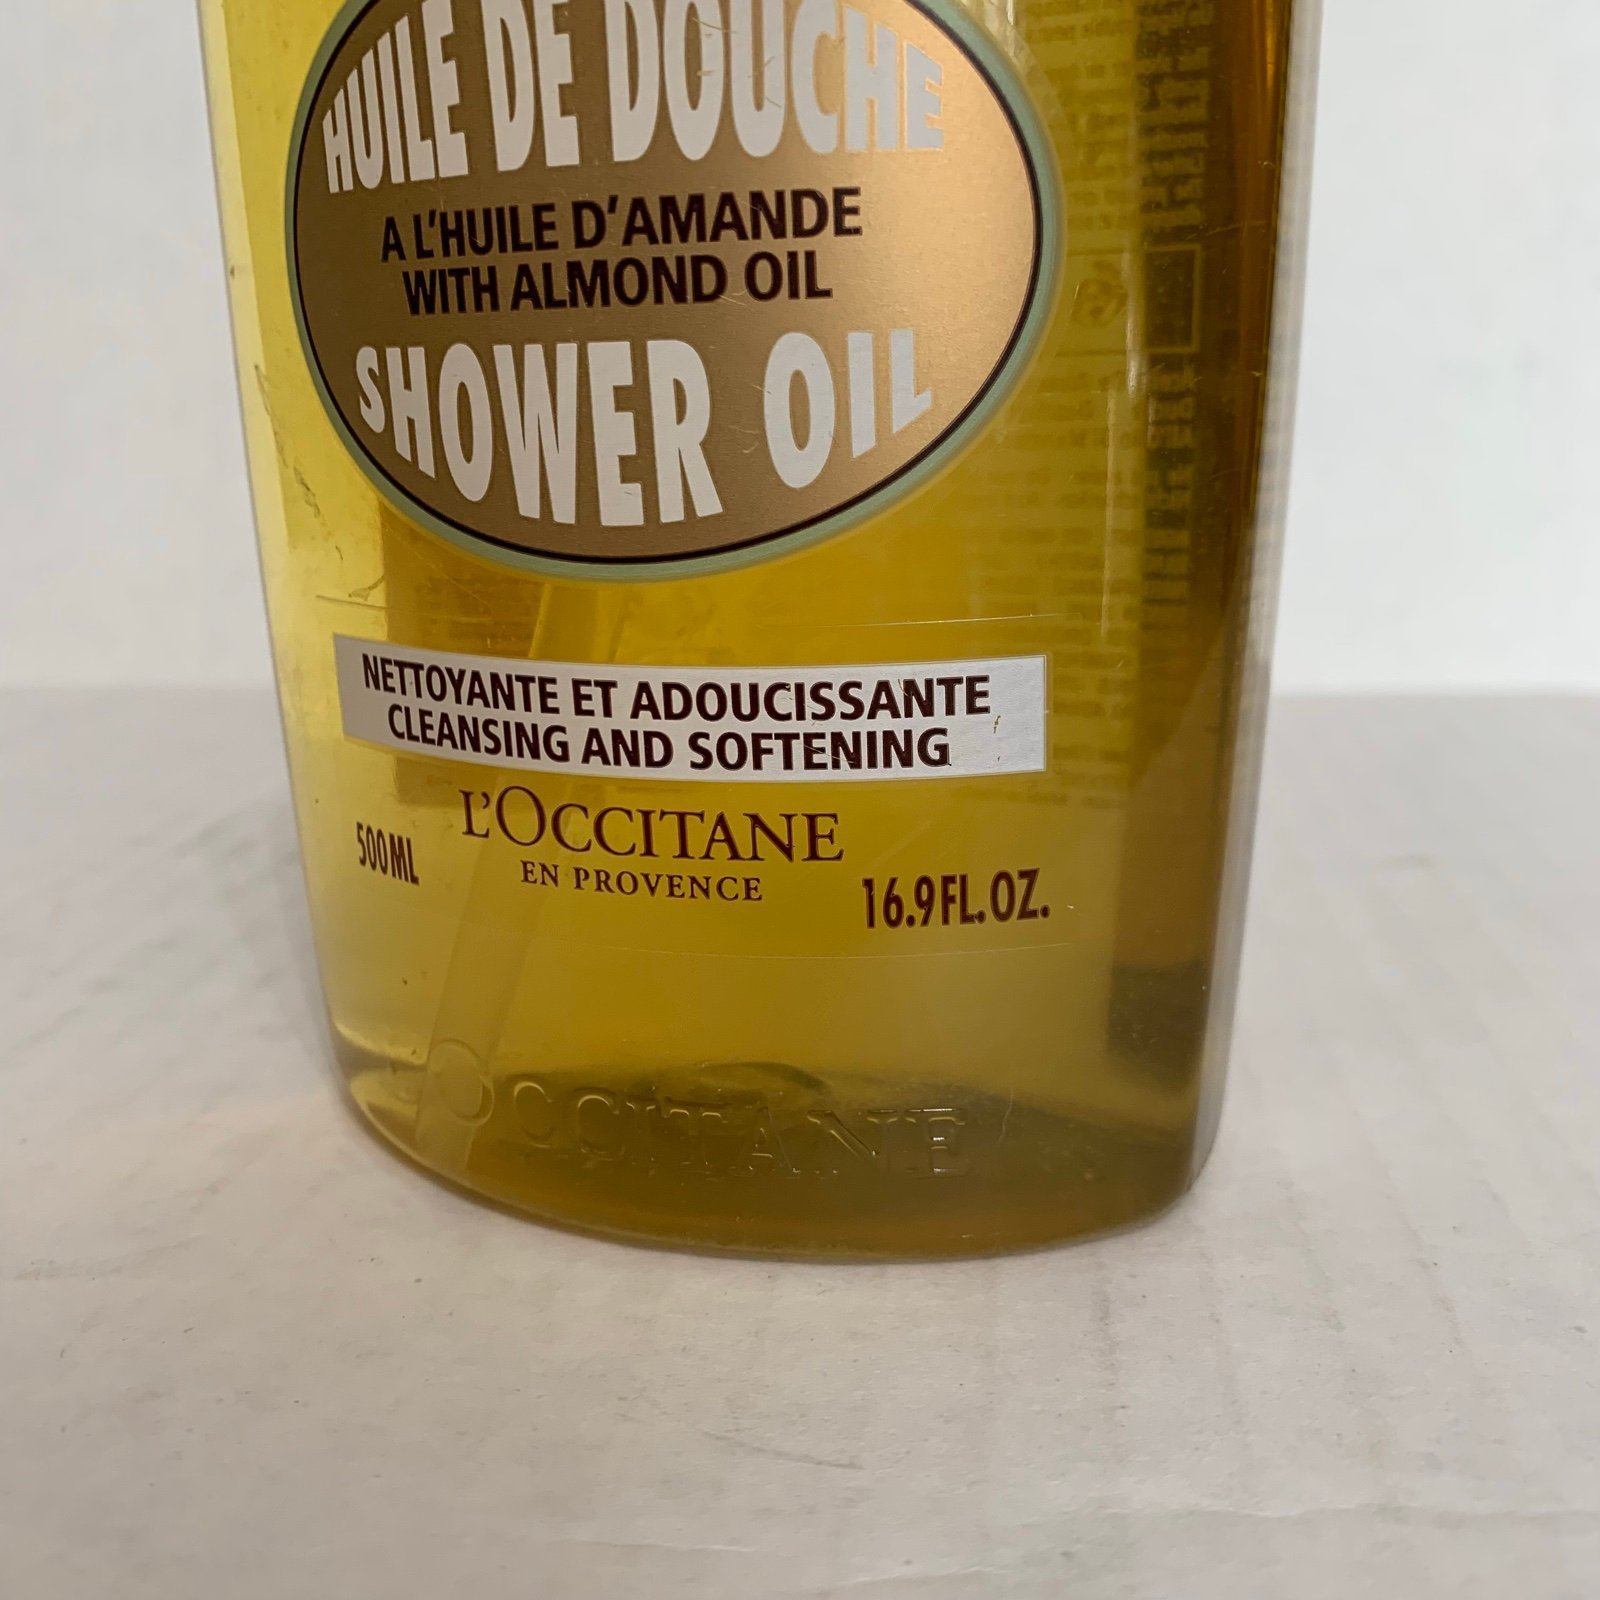 HUILE DE DOUCHE
A L'HUILE D'AMANDE
WITH ALMOND OIL
SHOWER OIL
NETTOYANTE ET ADOUCISSANTE
CLEANSING AND SOFTENING
L'OCCITANE
EN PROVENCE
500ML
16.9FL.OZ.
OCCITANE